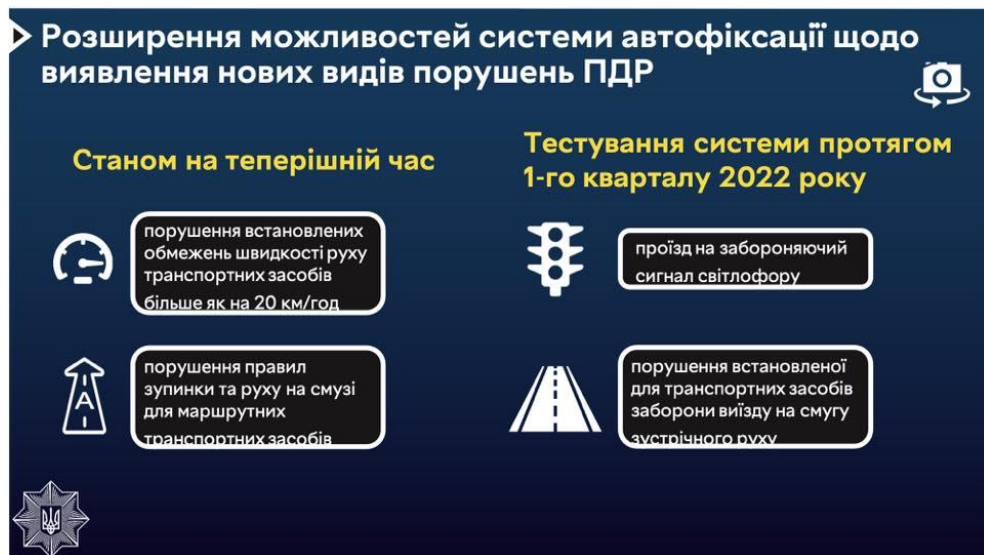 Розширення можливостей системи автофіксації щодо
виявлення нових видів порушень ПДР
Станом на теперішній час
порушення встановлених
обмежень швидкості руху
транспортних засобів
більше як на 20 км/год
А
порушення правил
зупинки та руху на смузі
для маршрутних
транспортних засобів
Тестування системи протягом
1-го кварталу 2022 року
проїзд на забороняючий
сигнал світлофору
порушення встановленої
для транспортних засобів
заборони виїзду на смугу
зустрічного руху